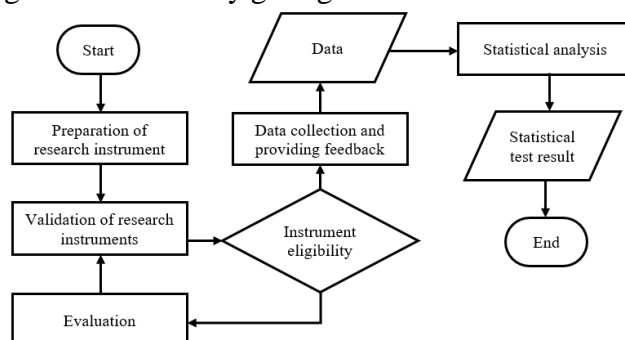 Start
Preparation of
research instrument
Validation of research
instruments
Evaluation
Instrument
eligibility
Data collection and
providing feedback
Data
Statistical analysis
Statistical
test result
End